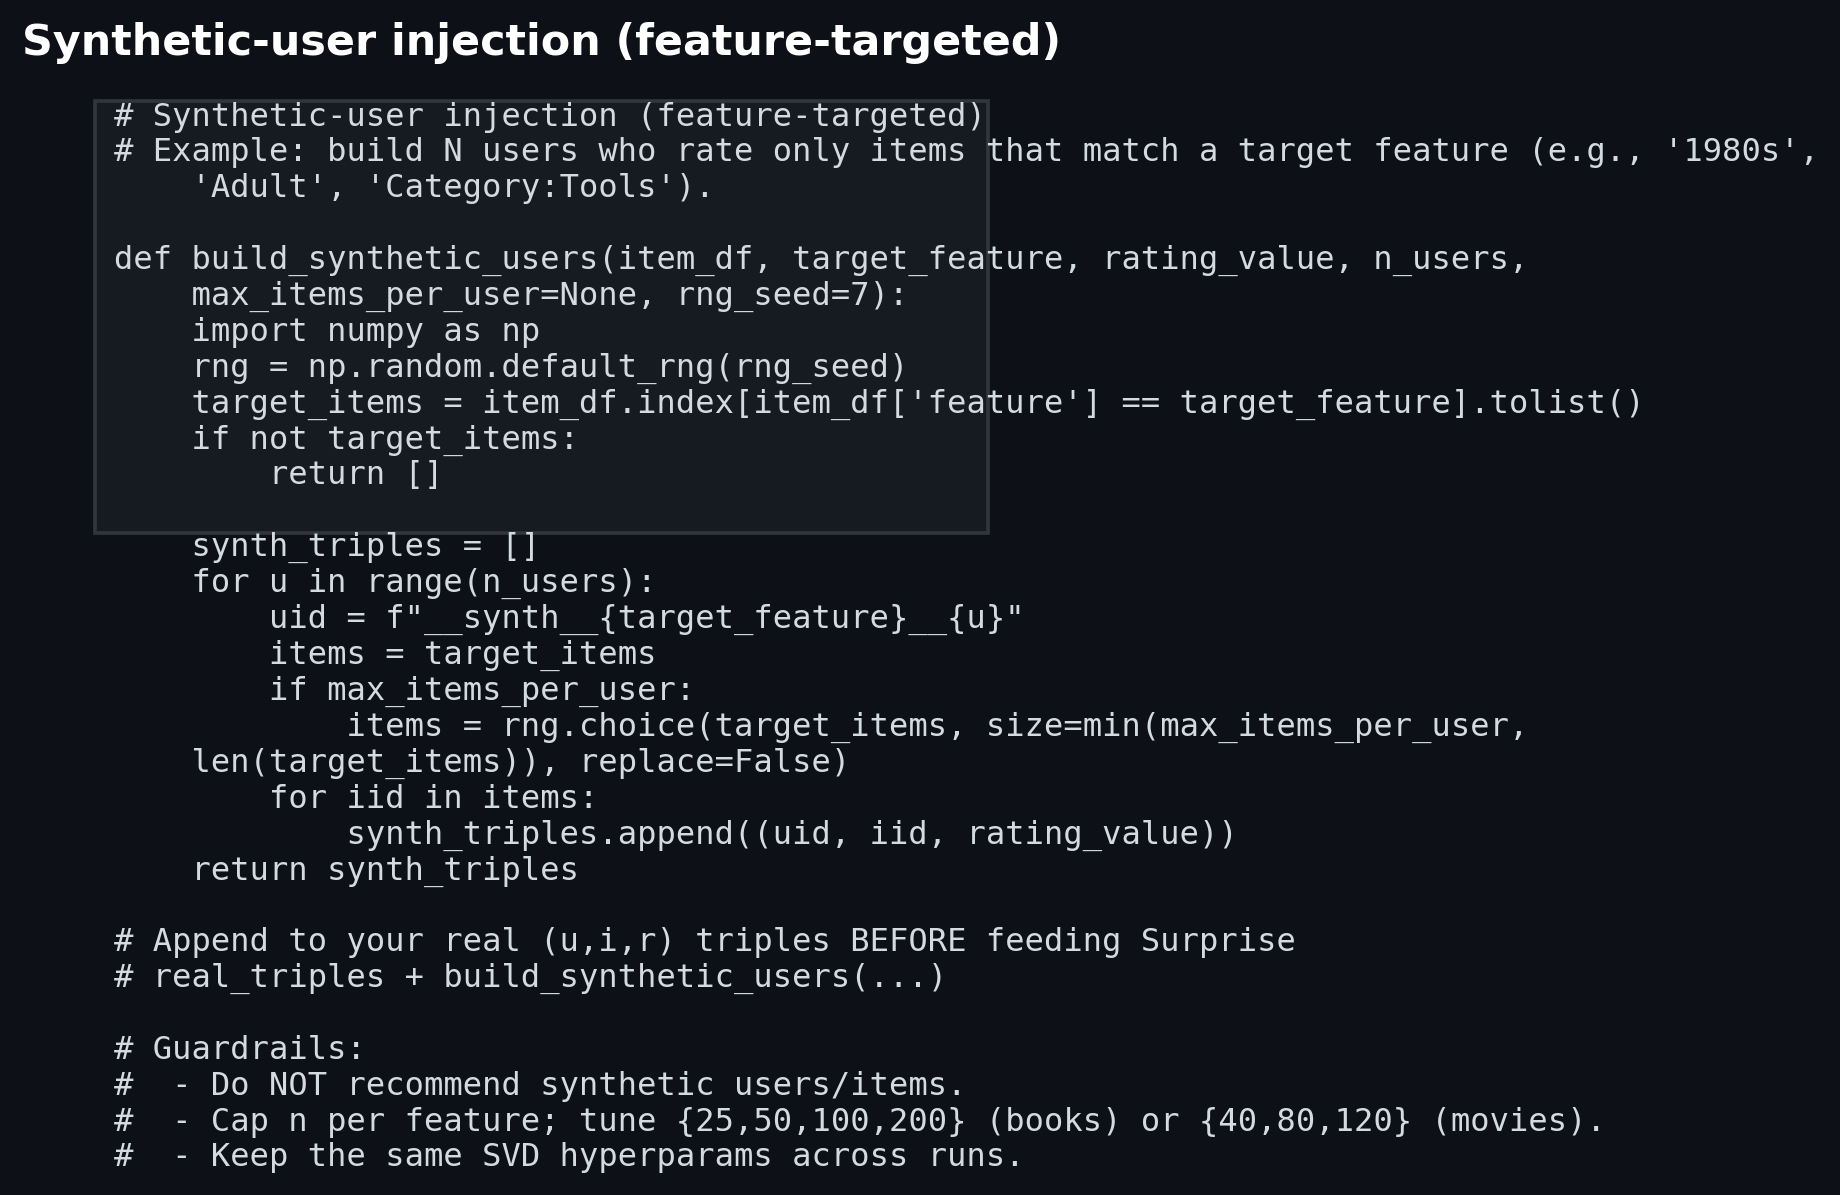 Synthetic-user injection (feature-targeted)
# Synthetic-user injection (feature-targeted)
# Example: build N users who rate only items that match a target feature (e.g., '1980s',
    'Adult', 'Category:Tools').

def build_synthetic_users(item_df, target_feature, rating_value, n_users,
    max_items_per_user=None, rng_seed=7):
    import numpy as np
    rng = np.random.default_rng(rng_seed)
    target_items = item_df.index[item_df['feature'] == target_feature].tolist()
    if not target_items:
        return []

    synth_triples = []
    for u in range(n_users):
        uid = f"__synth__{target_feature}__{u}"
        items = target_items
        if max_items_per_user:
            items = rng.choice(target_items, size=min(max_items_per_user,
    len(target_items)), replace=False)
        for iid in items:
            synth_triples.append((uid, iid, rating_value))
    return synth_triples

# Append to your real (u,i,r) triples BEFORE feeding Surprise
# real_triples + build_synthetic_users(...)

# Guardrails:
#  - Do NOT recommend synthetic users/items.
#  - Cap n per feature; tune {25,50,100,200} (books) or {40,80,120} (movies).
#  - Keep the same SVD hyperparams across runs.